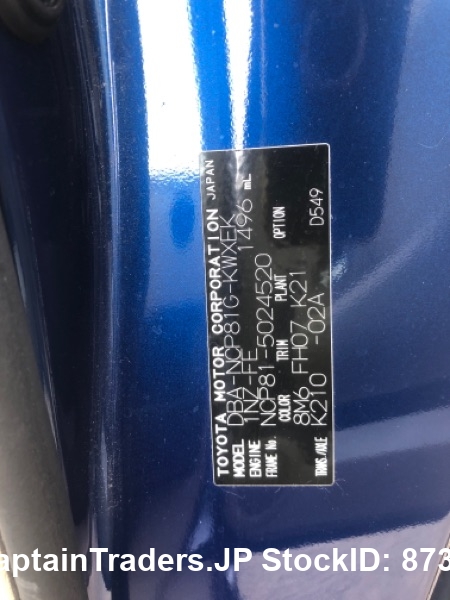 TOYOTA MOTOR CORPORATION JAPAN
MODEL DBA-NCP81G-KWXEK
ENGINE 1NZ-FE 1496 mL
FRAME No. NCP81-5024520
COLOR TRIM PLANT OPTION
8M6 FH07 K21
TRANS./AXLE K210 -02A D549
aptainTraders.JP StockID: 873